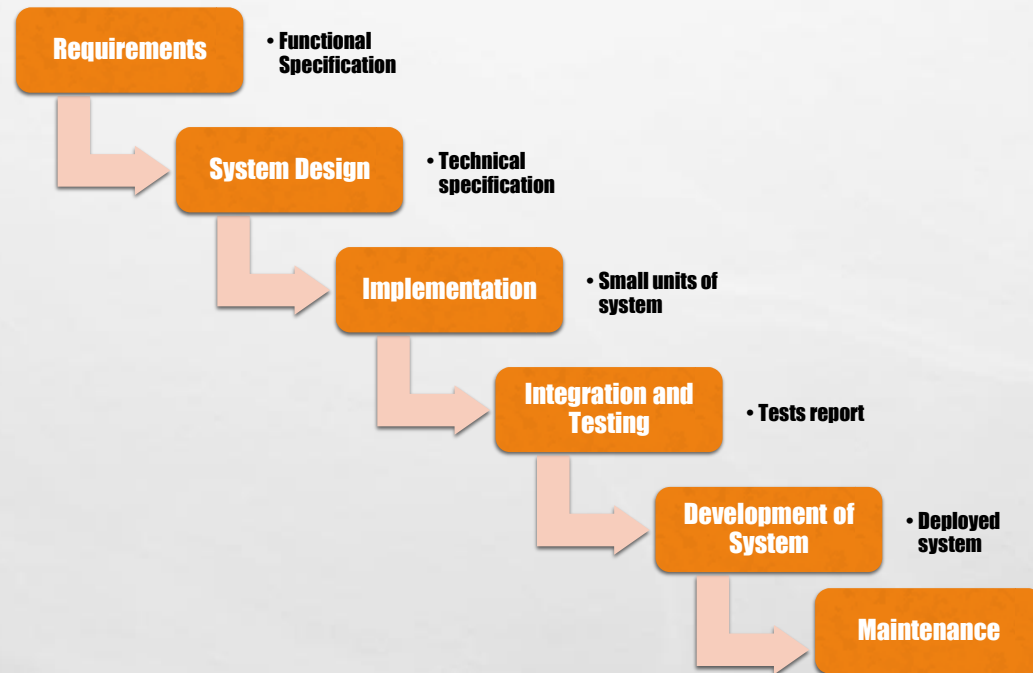 Requirements
• Functional
Specification
System Design
• Technical
specification
Implementation
• Small units of
system
Integration and
Testing
• Tests report
Development of
System
• Deployed
system
Maintenance